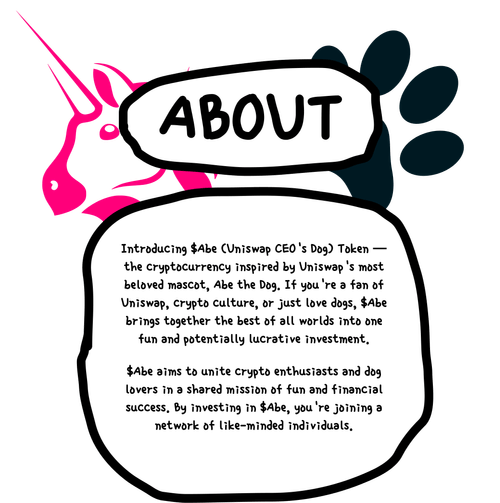 ABOUT
Introducing $Abe (Uniswap CEO's Dog) Token —
the cryptocurrency inspired by Uniswap's most
beloved mascot, Abe the Dog. If you're a fan of
Uniswap, crypto culture, or just love dogs, $Abe
brings together the best of all worlds into one
fun and potentially lucrative investment.
$Abe aims to unite crypto enthusiasts and dog
lovers in a shared mission of fun and financial
success. By investing in $Abe, you're joining a
network of like-minded individuals.